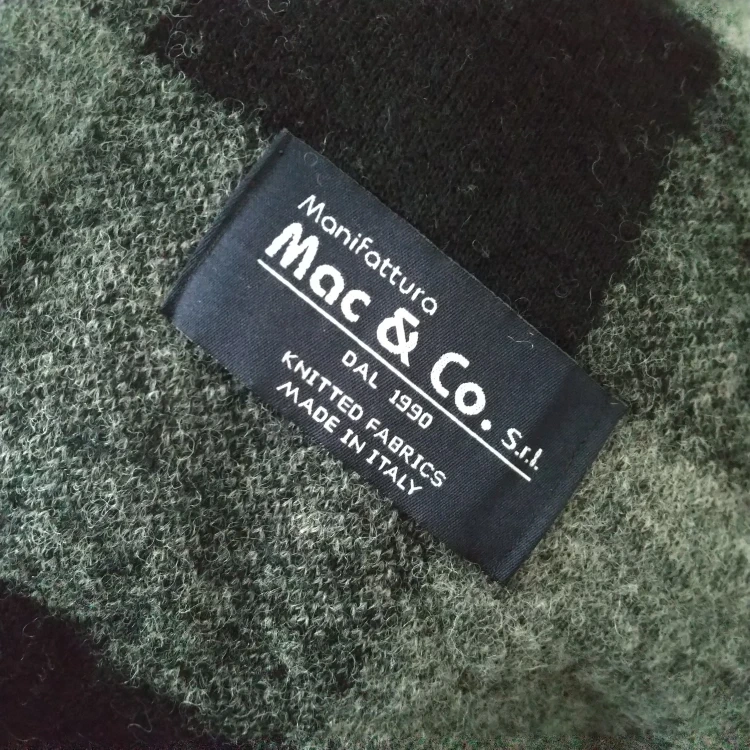 Manifattura
Mac & Co. S.r.l.
DAL 1990
KNITTED FABRICS
MADE IN ITALY